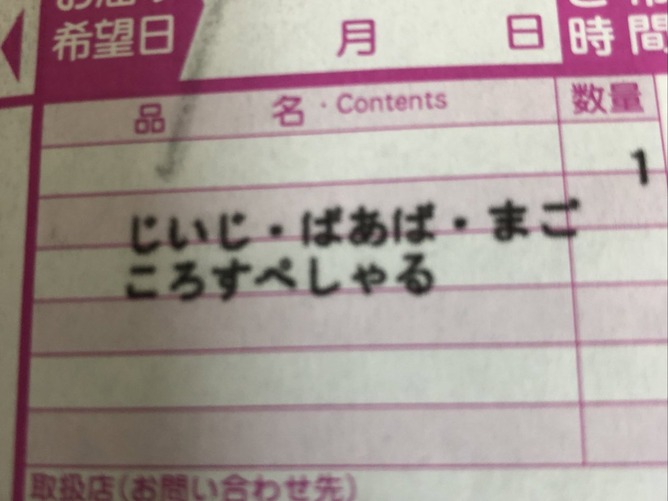 希望日 月 日 時間
品 名・Contents 数量
1
じいじ・ばあば・まご
ころすぺしゃる
取扱店(お問い合わせ先)